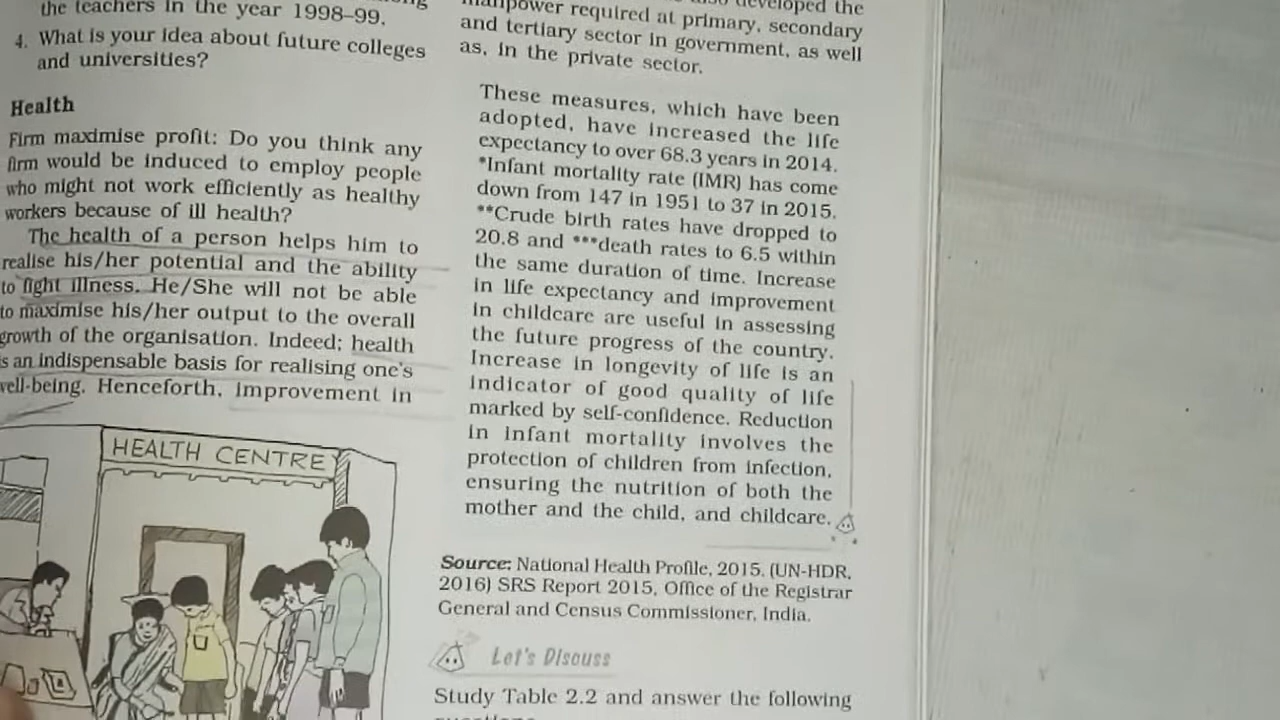 the teachers in the year 1998–99.
4. What is your idea about future colleges
and universities?
Health
Firm maximise profit: Do you think any
firm would be induced to employ people
who might not work efficiently as healthy
workers because of ill health?
The health of a person helps him to
realise his/her potential and the ability
to fight illness. He/She will not be able
to maximise his/her output to the overall
growth of the organisation. Indeed; health
is an indispensable basis for realising one's
well-being. Henceforth, improvement in
HEALTH CENTRE
developed the
manpower required at primary, secondary
and tertiary sector in government, as well
as, in the private sector.
These measures, which have been
adopted, have increased the life
expectancy to over 68.3 years in 2014.
*Infant mortality rate (IMR) has come
down from 147 in 1951 to 37 in 2015.
**Crude birth rates have dropped to
20.8 and ***death rates to 6.5 within
the same duration of time. Increase
in life expectancy and improvement
in childcare are useful in assessing
the future progress of the country.
Increase in longevity of life is an
indicator of good quality of life
marked by self-confidence. Reduction
in infant mortality involves the
protection of children from infection,
ensuring the nutrition of both the
mother and the child, and childcare.
Source: National Health Profile, 2015. (UN-HDR,
2016) SRS Report 2015, Office of the Registrar
General and Census Commissioner, India.
Let's Discuss
Study Table 2.2 and answer the following